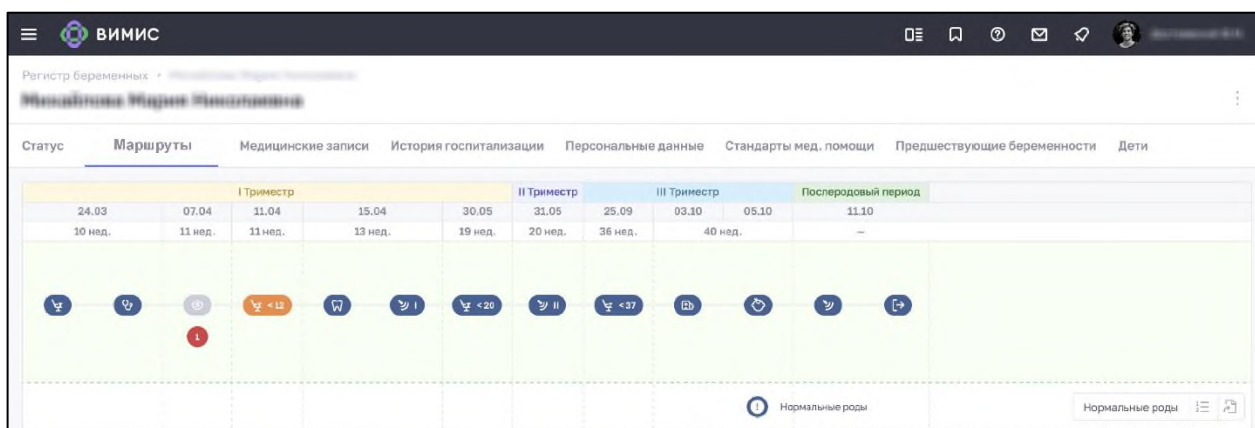 ВИМИС
Регистр беременных
Статус Маршруты Медицинские записи История госпитализации Персональные данные Стандарты мед. помощи Предшествующие беременности Дети
I Триместр II Триместр III Триместр Послеродовый период
24.03 07.04 11.04 15.04 30.05 31.05 25.09 03.10 05.10 11.10
10 нед. 11 нед. 11 нед. 13 нед. 19 нед. 20 нед. 36 нед. 40 нед. –
<12 I <20 II <37
1
Нормальные роды Нормальные роды